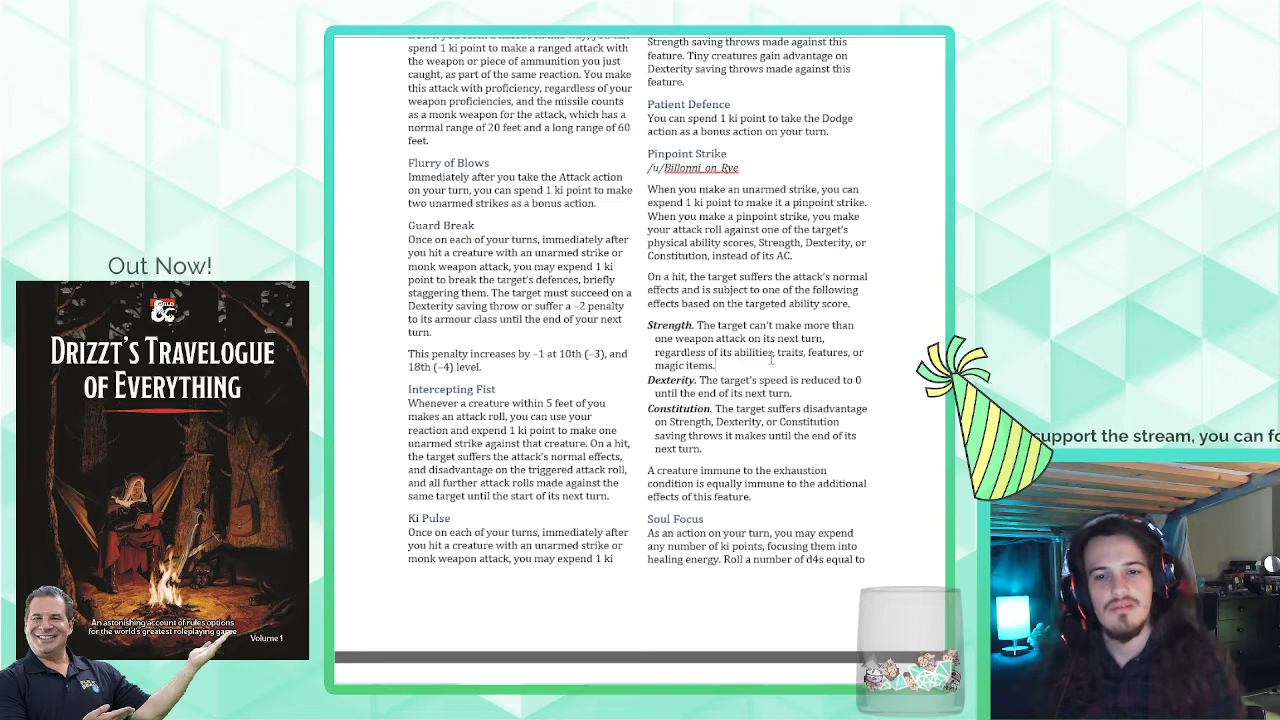 Out Now!
GUILD
DRIZZT'S TRAVELOGUE
OF EVERYTHING
An astonishing account of rules options
for the world's greatest roleplaying game
Volume 1
spend 1 ki point to make a ranged attack with
the weapon or piece of ammunition you just
caught, as part of the same reaction. You make
this attack with proficiency, regardless of your
weapon proficiencies, and the missile counts
as a monk weapon for the attack, which has a
normal range of 20 feet and a long range of 60
feet.
Flurry of Blows
Immediately after you take the Attack action
on your turn, you can spend 1 ki point to make
two unarmed strikes as a bonus action.
Guard Break
Once on each of your turns, immediately after
you hit a creature with an unarmed strike or
monk weapon attack, you may expend 1 ki
point to break the target's defences, briefly
staggering them. The target must succeed on a
Dexterity saving throw or suffer a –2 penalty
to its armour class until the end of your next
turn.
This penalty increases by –1 at 10th (–3), and
18th (–4) level.
Intercepting Fist
Whenever a creature within 5 feet of you
makes an attack roll, you can use your
reaction and expend 1 ki point to make one
unarmed strike against that creature. On a hit,
the target suffers the attack's normal effects,
and disadvantage on the triggered attack roll,
and all further attack rolls made against the
same target until the start of its next turn.
Ki Pulse
Once on each of your turns, immediately after
you hit a creature with an unarmed strike or
monk weapon attack, you may expend 1 ki
Strength saving throws made against this
feature. Tiny creatures gain advantage on
Dexterity saving throws made against this
feature.
Patient Defence
You can spend 1 ki point to take the Dodge
action as a bonus action on your turn.
Pinpoint Strike
/u/Billonni_on_Rye
When you make an unarmed strike, you can
expend 1 ki point to make it a pinpoint strike.
When you make a pinpoint strike, you make
your attack roll against one of the target's
physical ability scores, Strength, Dexterity, or
Constitution, instead of its AC.
On a hit, the target suffers the attack's normal
effects and is subject to one of the following
effects based on the targeted ability score.
Strength. The target can't make more than
one weapon attack on its next turn,
regardless of its abilities, traits, features, or
magic items.
Dexterity. The target's speed is reduced to 0
until the end of its next turn.
Constitution. The target suffers disadvantage
on Strength, Dexterity, or Constitution
saving throws it makes until the end of its
next turn.
A creature immune to the exhaustion
condition is equally immune to the additional
effects of this feature.
Soul Focus
As an action on your turn, you may expend
any number of ki points, focusing them into
healing energy. Roll a number of d4s equal to
support the stream, you can fo